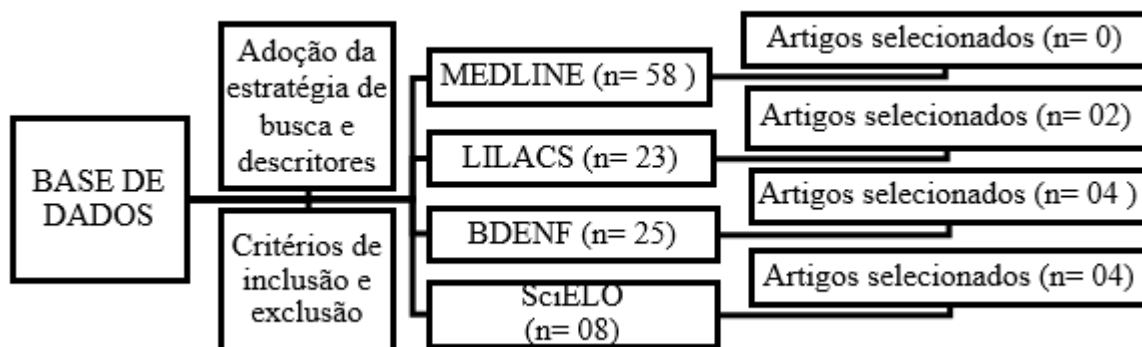 BASE DE
DADOS
Adoção da
estratégia de
busca e
descritores
Critérios de
inclusão e
exclusão
MEDLINE (n= 58 )
LILACS (n= 23)
BDENF (n= 25)
SciELO
(n= 08)
Artigos selecionados (n= 0)
Artigos selecionados (n= 02)
Artigos selecionados (n= 04 )
Artigos selecionados (n= 04)